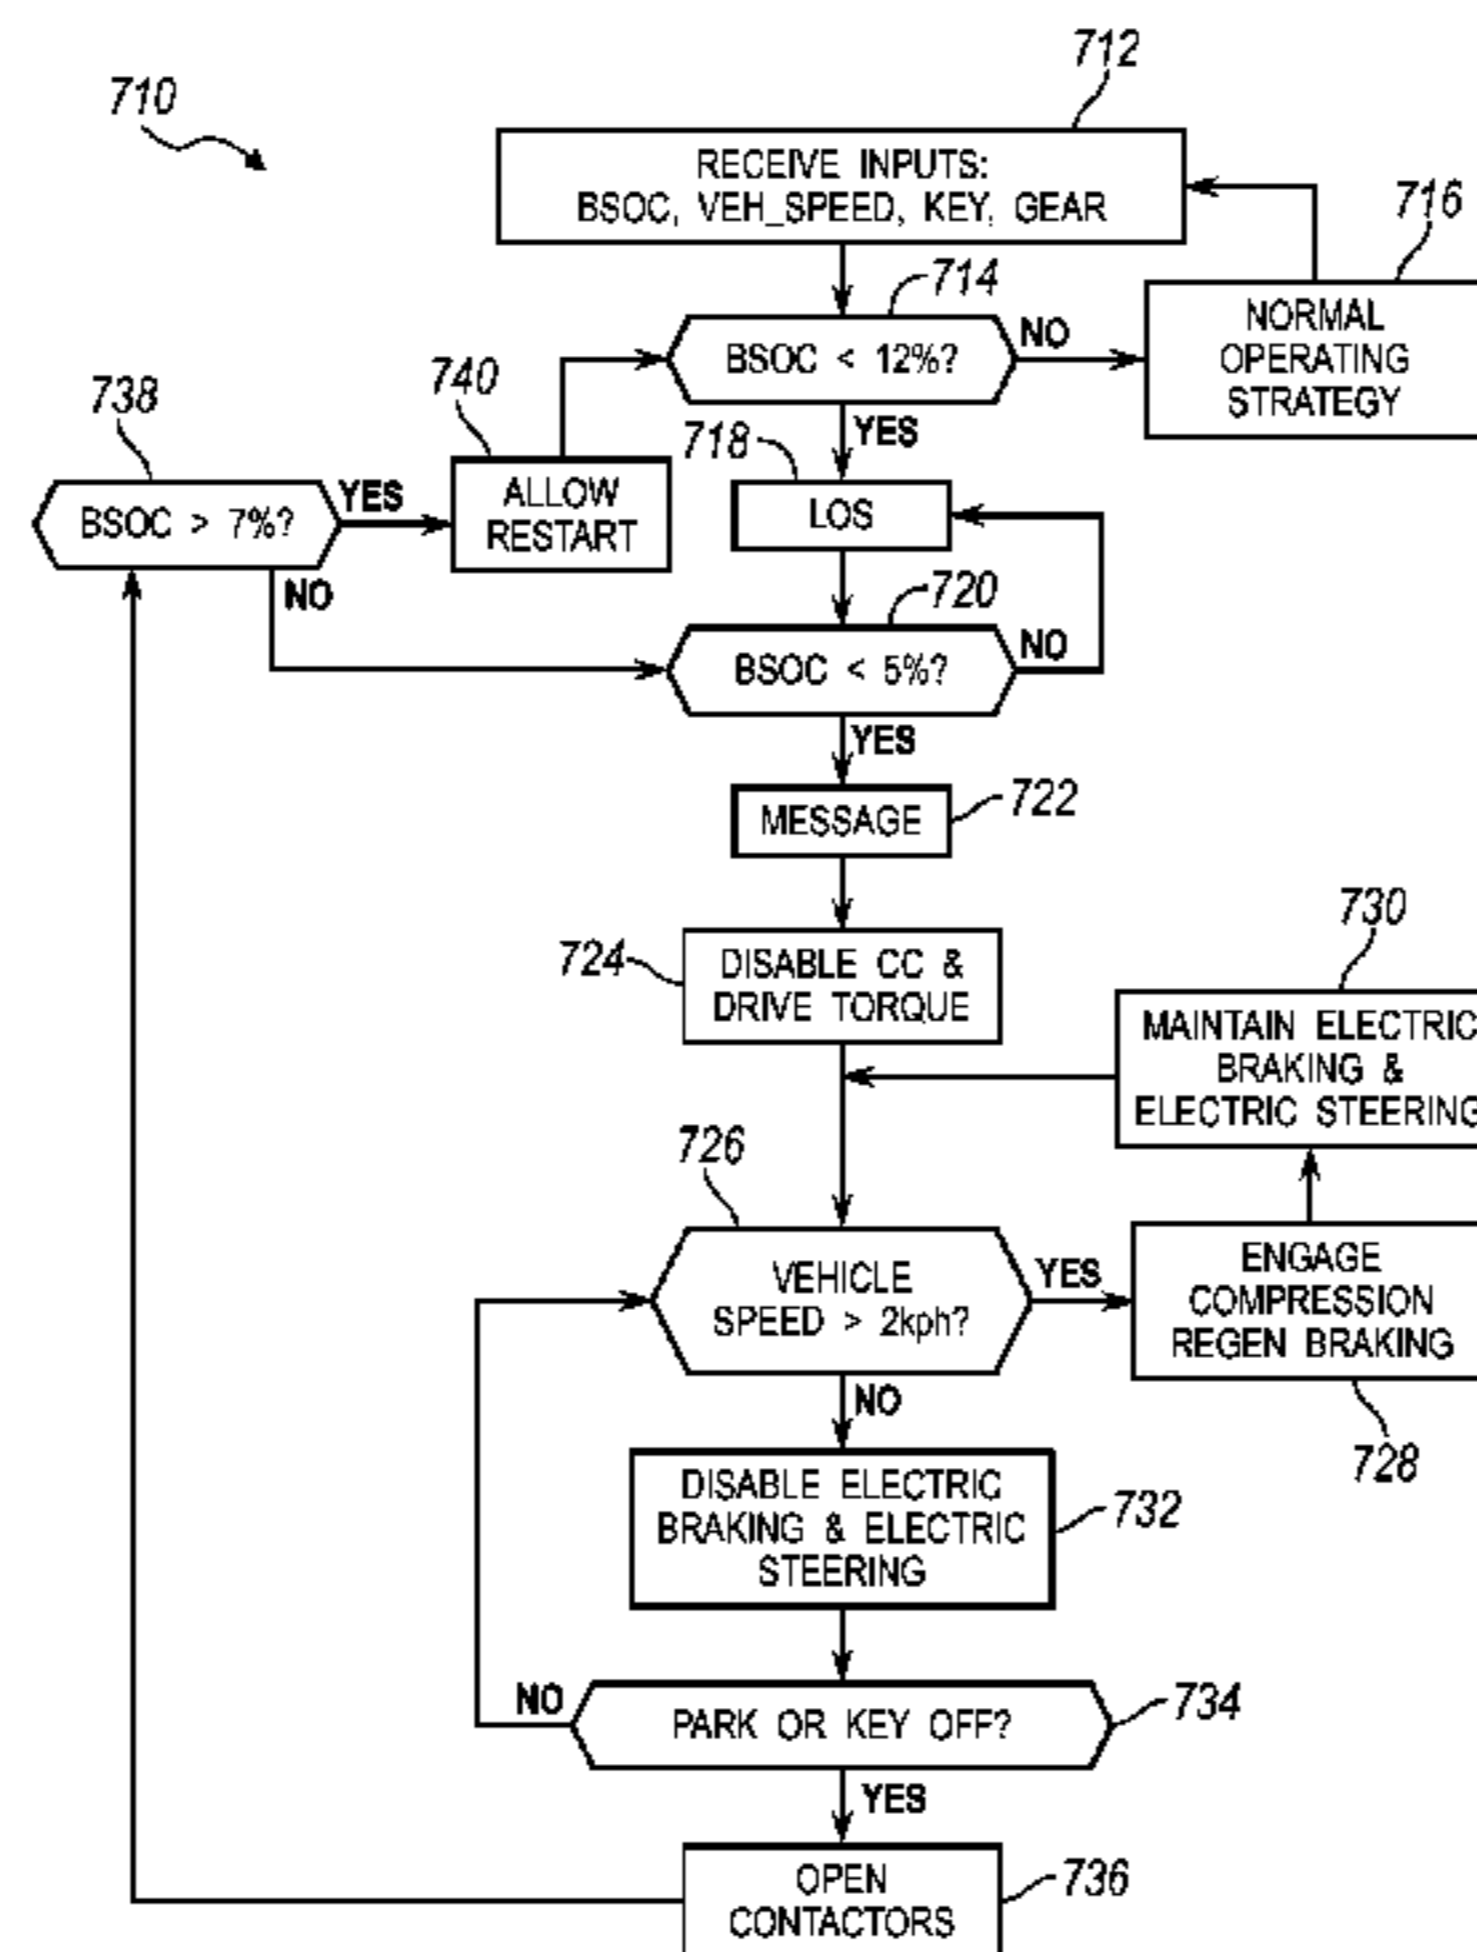 712
710
RECEIVE INPUTS:
BSOC, VEH_SPEED, KEY, GEAR
716
714
NORMAL
OPERATING
STRATEGY
BSOC < 12%?
NO
YES
740
738
718
ALLOW
RESTART
YES
BSOC > 7%?
NO
LOS
720
BSOC < 5%?
NO
YES
MESSAGE
722
724
DISABLE CC &
DRIVE TORQUE
730
MAINTAIN ELECTRIC
BRAKING &
ELECTRIC STEERING
726
VEHICLE
SPEED > 2kph?
YES
ENGAGE
COMPRESSION
REGEN BRAKING
728
NO
DISABLE ELECTRIC
BRAKING & ELECTRIC
STEERING
732
NO
PARK OR KEY OFF?
734
YES
OPEN
CONTACTORS
736